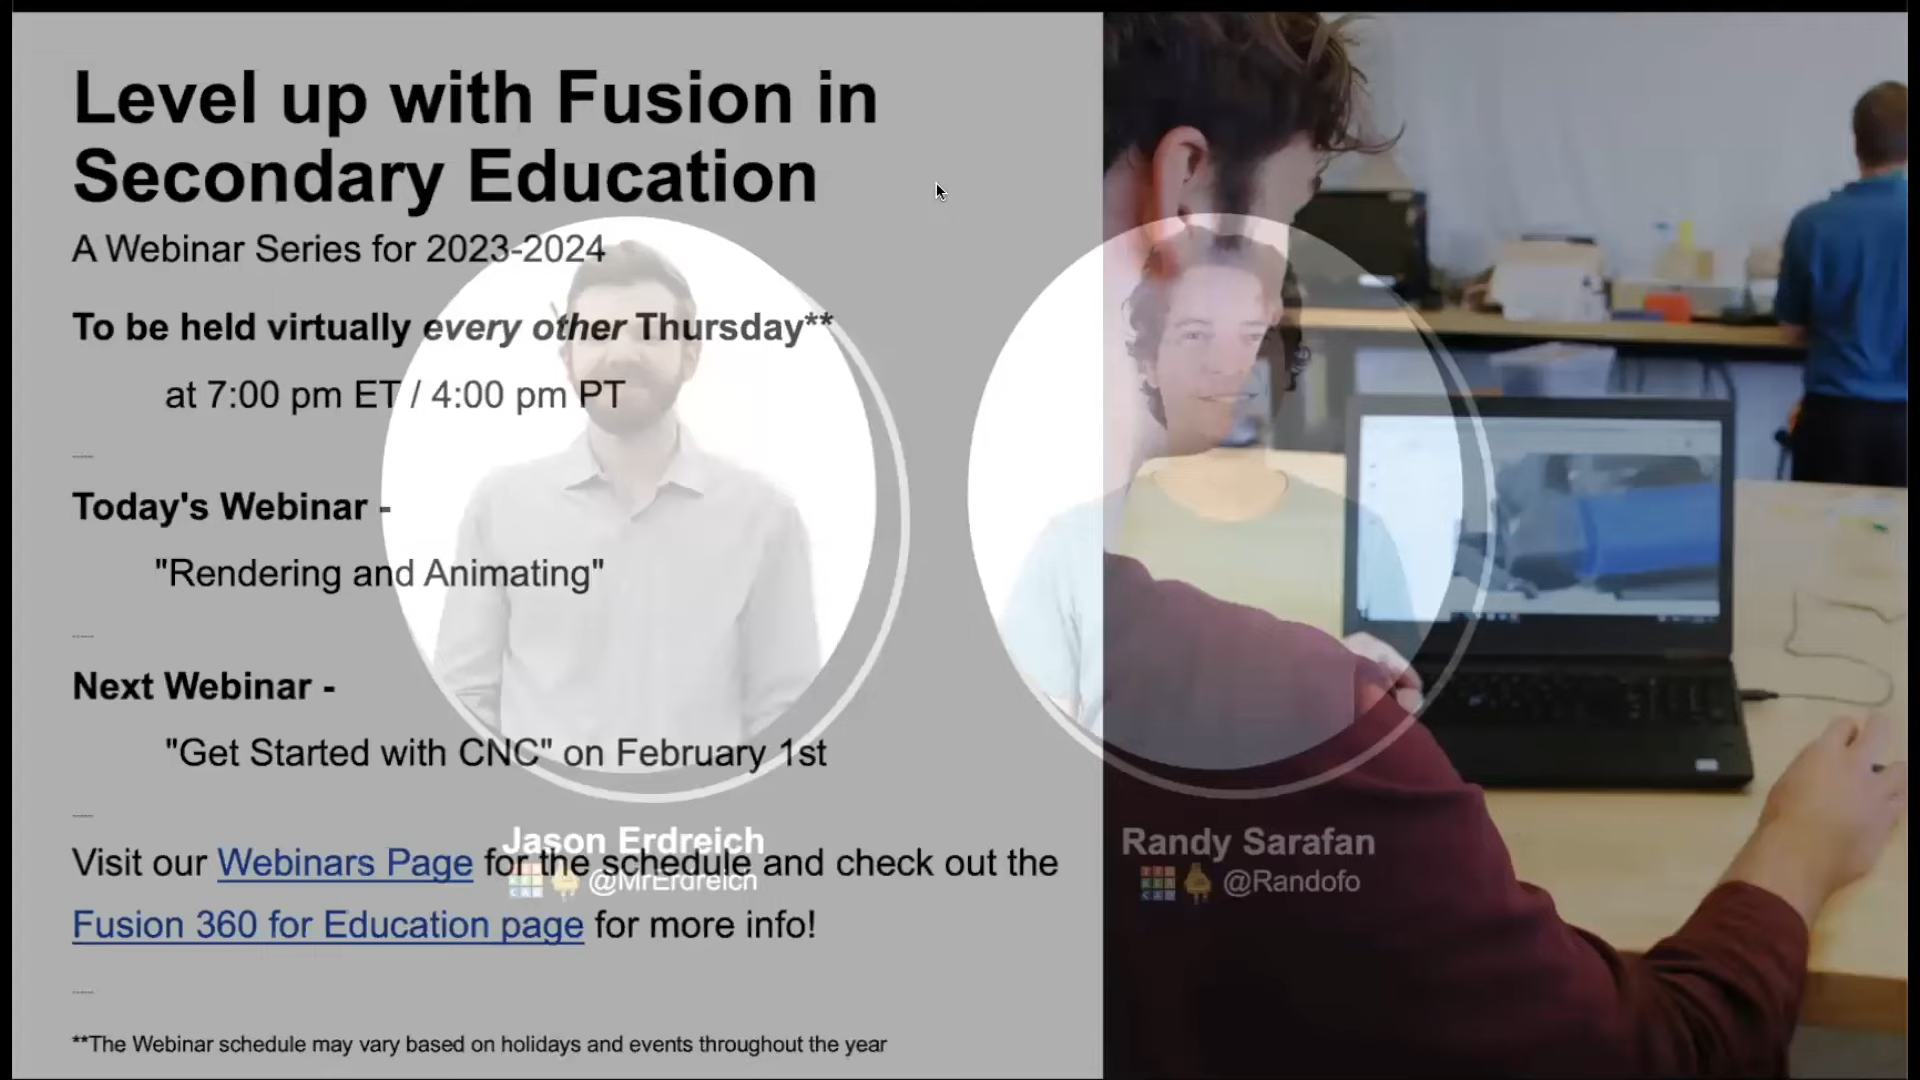 Level up with Fusion in
Secondary Education
A Webinar Series for 2023-2024
To be held virtually every other Thursday**
at 7:00 pm ET / 4:00 pm PT
Today's Webinar -
"Rendering and Animating"
Next Webinar -
"Get Started with CNC" on February 1st
Visit our Webinars Page for the schedule and check out the
Fusion 360 for Education page for more info!
**The Webinar schedule may vary based on holidays and events throughout the year
Jason Erdreich
@MrErdreich
Randy Sarafan
@Randofo